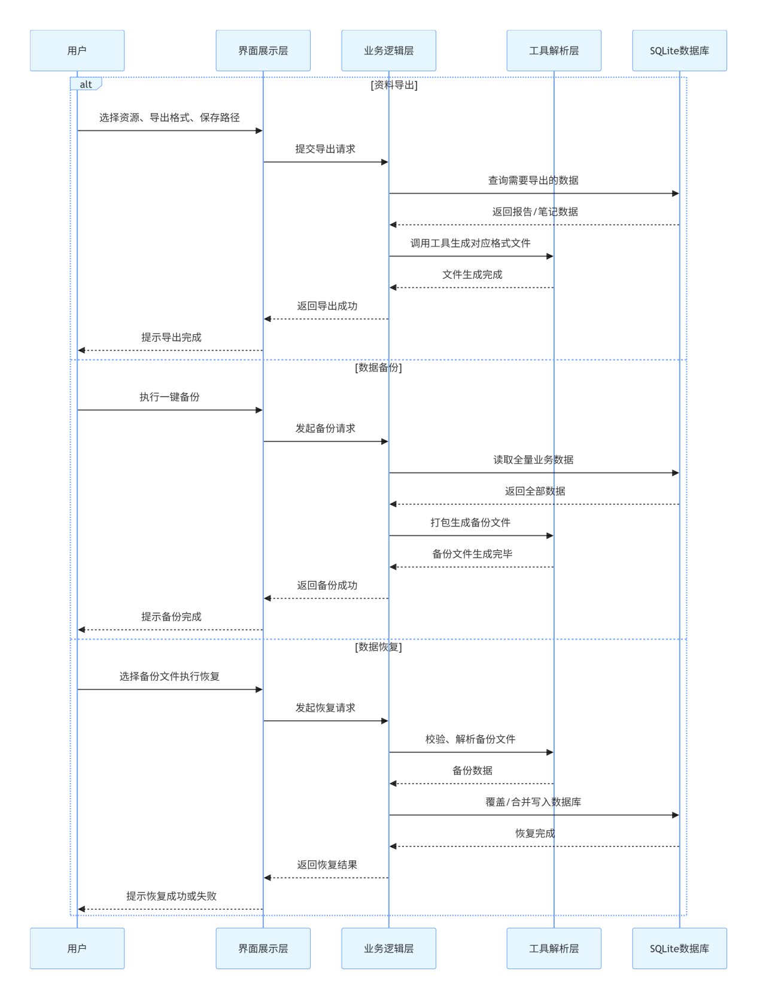 用户
界面展示层
业务逻辑层
工具解析层
SQLite数据库
alt
[资料导出]
选择资源、导出格式、保存路径
提交导出请求
查询需要导出的数据
返回报告/笔记数据
调用工具生成对应格式文件
文件生成完成
返回导出成功
提示导出完成
[数据备份]
执行一键备份
发起备份请求
读取全量业务数据
返回全部数据
打包生成备份文件
备份文件生成完毕
返回备份成功
提示备份完成
[数据恢复]
选择备份文件执行恢复
发起恢复请求
校验、解析备份文件
备份数据
覆盖/合并写入数据库
恢复完成
返回恢复结果
提示恢复成功或失败
用户
界面展示层
业务逻辑层
工具解析层
SQLite数据库